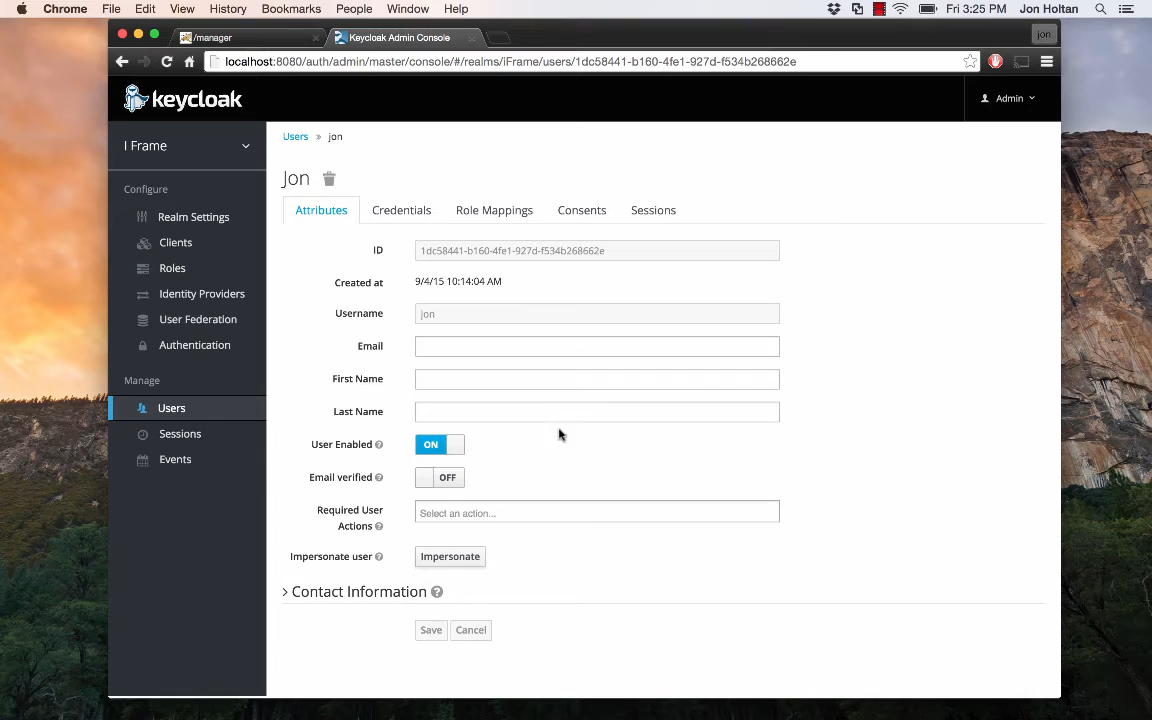 Chrome File Edit View History Bookmarks People Window Help Fri 3:25 PM Jon Holtan
/manager Keycloak Admin Console jon
localhost:8080/auth/admin/master/console/#/realms/iFrame/users/1dc58441-b160-4fe1-927d-f534b268662e
keycloak Admin
I Frame
Configure
Realm Settings
Clients
Roles
Identity Providers
User Federation
Authentication
Manage
Users
Sessions
Events
Users » jon
Jon
Attributes Credentials Role Mappings Consents Sessions
ID 1dc58441-b160-4fe1-927d-f534b268662e
Created at 9/4/15 10:14:04 AM
Username jon
Email
First Name
Last Name
User Enabled ON
Email verified OFF
Required User
Actions Select an action...
Impersonate user Impersonate
Contact Information
Save Cancel